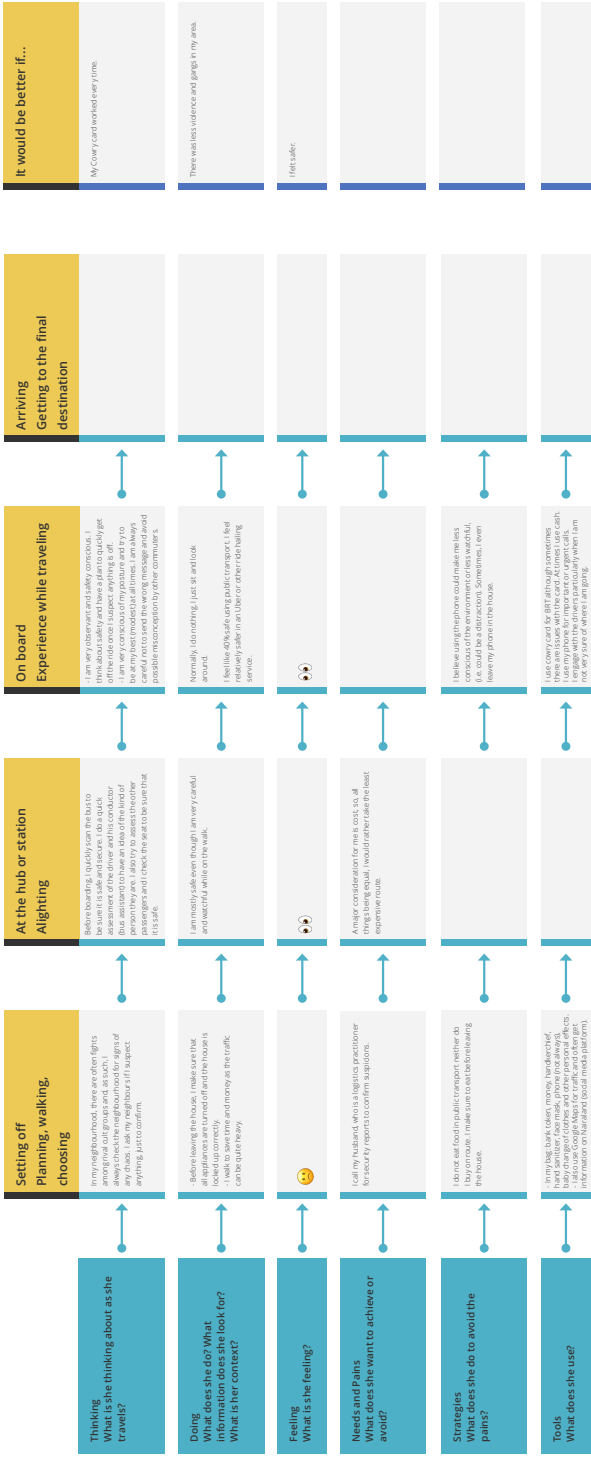 Setting off
Planning, walking,
choosing
At the hub or station
Alighting
On board
Experience while traveling
Arriving
Getting to the final
destination
It would be better if...
Thinking
What is she thinking about as she
travels?
In my neighbourhood, there are often fights
among rival cult groups and, as such, I
always check the neighbourhood for signs of
any chaos. I ask my neighbours if I suspect
anything, just to confirm.
Before boarding, I quickly scan the bus to
be sure it is safe and secure. I do a quick
assessment of the driver and his conductor
(bus assistant) to have an idea of the kind of
person they are. I also try to assess the other
passengers and I check the seat to be sure that
it is safe.
- I am very observant and safety conscious. I
think about safety and have a plan to quickly get
off the ride once I suspect anything is off.
- I am very conscious of my posture and try to
be at my best (modest) at all times. I am always
careful not to send the wrong message and avoid
possible misconception by other commuters.
My Cowry card worked every time.
Doing
What does she do? What
information does she look for?
What is her context?
- Before leaving the house, I make sure that
all appliances are turned off and the house is
locked up correctly.
- I walk to save time and money as the traffic
can be quite heavy.
I am mostly safe even though I am very careful
and watchful while on the walk.
Normally, I do nothing. I just sit and look
around.
I feel like 40% safe using public transport. I feel
relatively safer in an Uber or other ride hailing
service.
There was less violence and gangs in my area.
Feeling
What is she feeling?
I felt safer.
Needs and Pains
What does she want to achieve or
avoid?
I call my husband, who is a logistics practitioner
for security reports to confirm suspicions.
A major consideration for me is cost, so, all
things being equal, I would rather take the least
expensive route.
Strategies
What does she do to avoid the
pains?
I do not eat food in public transport neither do
I buy on route. I make sure to eat before leaving
the house.
I believe using the phone could make me less
conscious of the environment or less watchful,
(i.e. could be a distraction). Sometimes, I even
leave my phone in the house.
Tools
What does she use?
- In my bag: bank token, money, handkerchief,
hand sanitizer, face mask, phone (not always),
baby change of clothes and other personal effects.
- I also use Google Maps for traffic and often get
information on Nairaland (social media platform).
I use cowry card for BRT although sometimes
there are issues with the card. At times I use cash.
I use my phone for important or urgent calls.
I engage with the drivers particularly when I am
not very sure of where I am going.